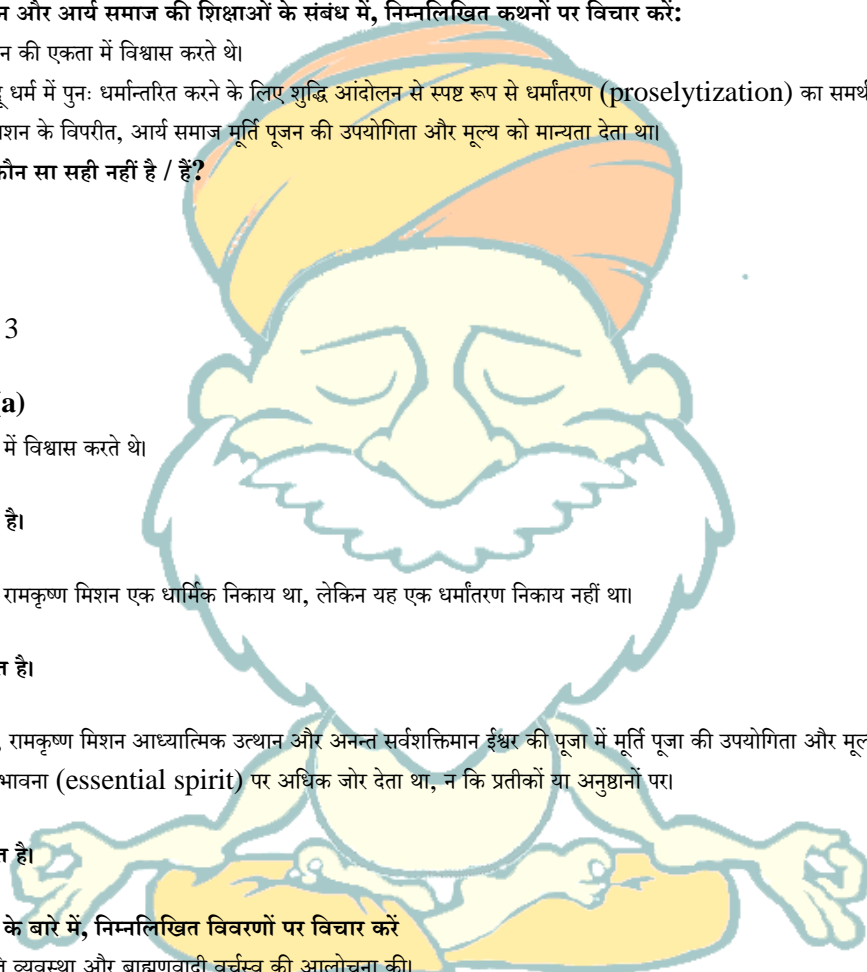 न और आर्य समाज की शिक्षाओं के संबंध में, निम्नलिखित कथनों पर विचार करें:
न की एकता में विश्वास करते थे।
धर्म में पुनः धर्मान्तरित करने के लिए शुद्धि आंदोलन से स्पष्ट रूप से धर्मांतरण (proselytization) का
के विपरीत, आर्य समाज मूर्ति पूजन की उपयोगिता और मूल्य को मान्यता देता था।
कौन सा सही नहीं है / हैं?
3
a)
में विश्वास करते थे।
है।
रामकृष्ण मिशन एक धार्मिक निकाय था, लेकिन यह एक धर्मांतरण निकाय नहीं था।
है।
रामकृष्ण मिशन आध्यात्मिक उत्थान और अनन्त सर्वशक्तिमान ईश्वर की पूजा में मूर्ति पूजा की उपयोगिता और
भावना (essential spirit) पर अधिक जोर देता था, न कि प्रतीकों या अनुष्ठानों पर।
है।
के बारे में, निम्नलिखित विवरणों पर विचार करें
व्यवस्था और ब्राह्मणवादी वर्चस्व की आलोचना की।